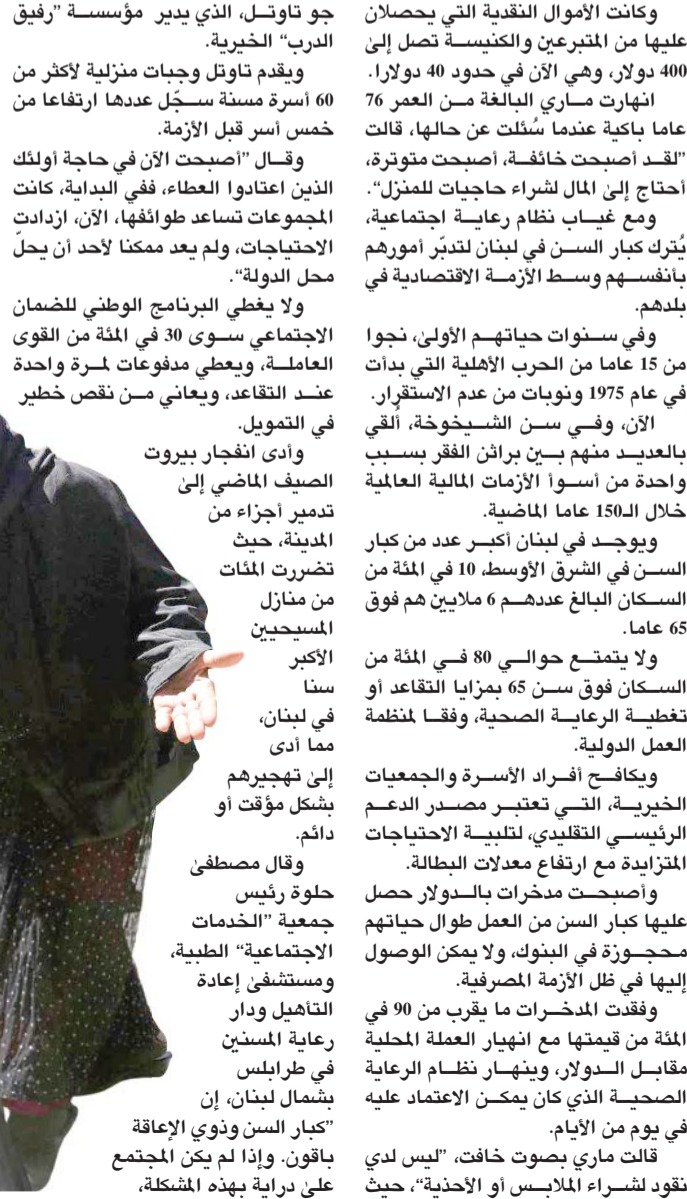 وكانت الأموال النقدية التي يحصلان
عليها من المتبرعين والكنيسة تصل إلىٰ
400 دولار، وهي الآن في حدود 40 دولارا.
انهارت ماري البالغة من العمر 76
عاما باكية عندما سُئلت عن حالها، قالت
”لقد أصبحت خائفة، أصبحت متوترة،
أحتاج إلىٰ المال لشراء حاجيات للمنزل“.
ومع غياب نظام رعاية اجتماعية،
يُترك كبار السن في لبنان لتدبّر أمورهم
بأنفسهم وسط الأزمة الاقتصادية في
بلدهم.
وفي سنوات حياتهم الأولىٰ، نجوا
من 15 عاما من الحرب الأهلية التي بدأت
في عام 1975 ونوبات من عدم الاستقرار.
الآن، وفي سن الشيخوخة، أُلقي
بالعديد منهم بين براثن الفقر بسبب
واحدة من أسوأ الأزمات المالية العالمية
خلال الـ150 عاما الماضية.
ويوجد في لبنان أكبر عدد من كبار
السن في الشرق الأوسط، 10 في المئة من
السكان البالغ عددهم 6 ملايين هم فوق
65 عاما.
ولا يتمتع حوالي 80 في المئة من
السكان فوق سن 65 بمزايا التقاعد أو
تغطية الرعاية الصحية، وفقا لمنظمة
العمل الدولية.
ويكافح أفراد الأسرة والجمعيات
الخيرية، التي تعتبر مصدر الدعم
الرئيسي التقليدي، لتلبية الاحتياجات
المتزايدة مع ارتفاع معدلات البطالة.
وأصبحت مدخرات بالدولار حصل
عليها كبار السن من العمل طوال حياتهم
محجوزة في البنوك، ولا يمكن الوصول
إليها في ظل الأزمة المصرفية.
وفقدت المدخرات ما يقرب من 90 في
المئة من قيمتها مع انهيار العملة المحلية
مقابل الدولار، وينهار نظام الرعاية
الصحية الذي كان يمكن الاعتماد عليه
في يوم من الأيام.
قالت ماري بصوت خافت، ”ليس لدي
نقود لشراء الملابس أو الأحذية“، حيث
جو تاوتل، الذي يدير مؤسسة ”رفيق
الدرب“ الخيرية.
ويقدم تاوتل وجبات منزلية لأكثر من
60 أسرة مسنة سجّل عددها ارتفاعا من
خمس أسر قبل الأزمة.
وقال ”أصبحت الآن في حاجة أولئك
الذين اعتادوا العطاء، ففي البداية، كانت
المجموعات تساعد طوائفها، الآن، ازدادت
الاحتياجات، ولم يعد ممكنا لأحد أن يحلّ
محل الدولة“.
ولا يغطي البرنامج الوطني للضمان
الاجتماعي سوى 30 في المئة من القوى
العاملة، ويعطي مدفوعات لمرة واحدة
عند التقاعد، ويعاني من نقص خطير
في التمويل.
وأدى انفجار بيروت
الصيف الماضي إلىٰ
تدمير أجزاء من
المدينة، حيث
تضررت المئات
من منازل
المسيحيين
الأكبر
سنا
في لبنان،
مما أدى
إلىٰ تهجيرهم
بشكل مؤقت أو
دائم.
وقال مصطفىٰ
حلوة رئيس
جمعية ”الخدمات
الاجتماعية“ الطبية،
ومستشفىٰ إعادة
التأهيل ودار
رعاية المسنين
في طرابلس
بشمال لبنان، إن
”كبار السن وذوي الإعاقة
باقون. وإذا لم يكن المجتمع
علىٰ دراية بهذه المشكلة،